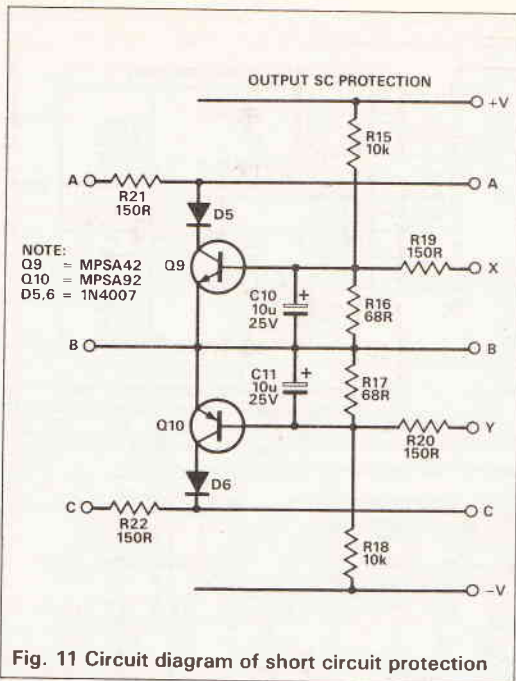 OUTPUT SC PROTECTION
+V
R15
10k
A
R21
150R
A
D5
NOTE:
Q9 = MPSA42
Q10 = MPSA92
D5,6 = 1N4007
Q9
R19
150R
X
C10
10u
25V
+
R16
68R
B
B
C11
10u
25V
+
R17
68R
Q10
R20
150R
Y
D6
C
R22
150R
C
R18
10k
-V
Fig. 11 Circuit diagram of short circuit protection